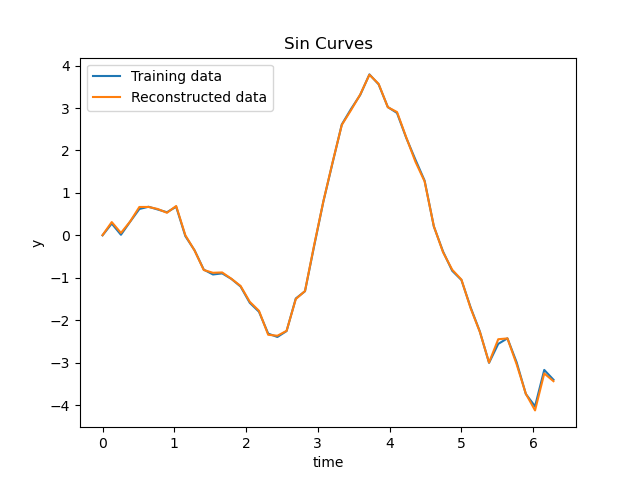 Sin Curves
Training data
Reconstructed data
4
3
2
1
0
−1
−2
−3
−4
y
0 1 2 3 4 5 6
time